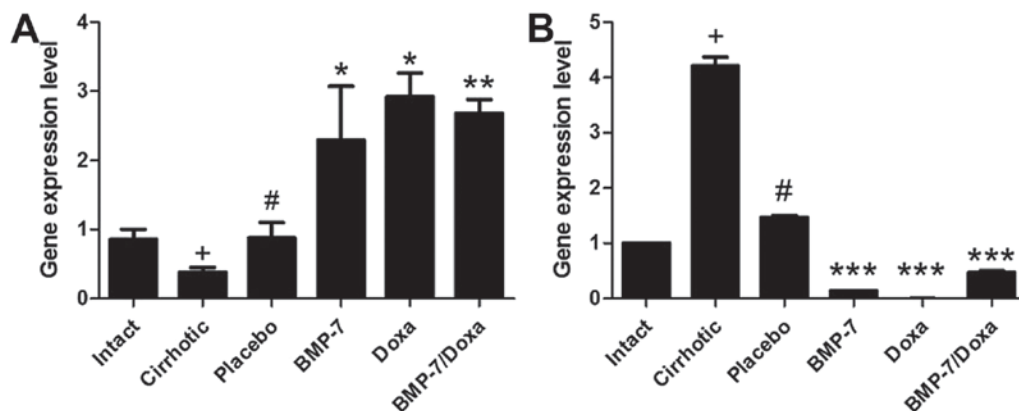 A
Gene expression level
4
3
2
1
0
+
#
*
*
**
Intact
Cirrhotic
Placebo
BMP-7
Doxa
BMP-7/Doxa
B
Gene expression level
5
4
3
2
1
0
+
#
***
***
***
Intact
Cirrhotic
Placebo
BMP-7
Doxa
BMP-7/Doxa